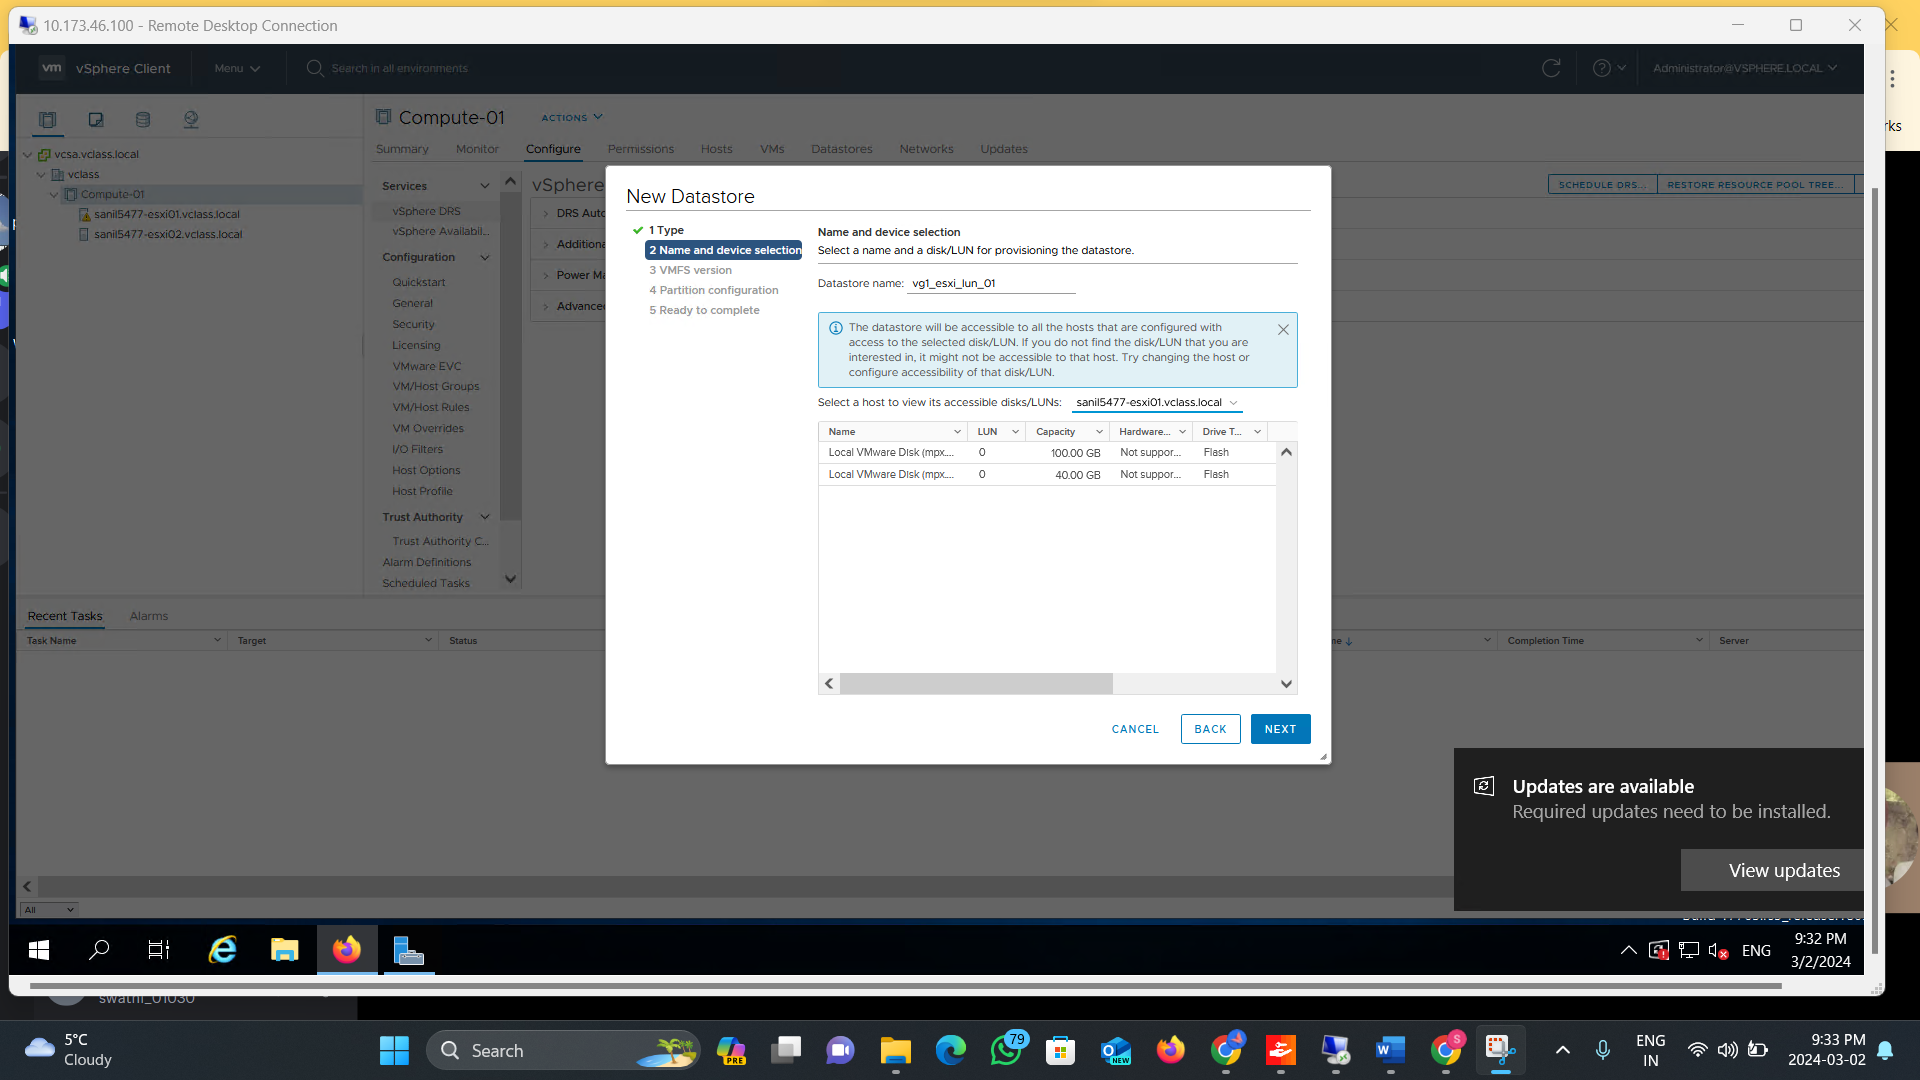 10.173.46.100 - Remote Desktop Connection
vm vSphere Client Menu Search in all environments Administrator@VSPHERE.LOCAL
rks
Compute-01 ACTIONS
Summary Monitor Configure Permissions Hosts VMs Datastores Networks Updates
vcsa.vclass.local
vclass
Compute-01
sanil5477-esxi01.vclass.local
sanil5477-esxi02.vclass.local
Services
vSphere DRS
vSphere Availabil...
Configuration
Quickstart
General
Security
Licensing
VMware EVC
VM/Host Groups
VM/Host Rules
VM Overrides
I/O Filters
Host Options
Host Profile
Trust Authority
Trust Authority C...
Alarm Definitions
Scheduled Tasks
vSphere
SCHEDULE DRS... RESTORE RESOURCE POOL TREE...
DRS Auto
Additiona
Power Ma
Advanced
New Datastore
1 Type
2 Name and device selection
3 VMFS version
4 Partition configuration
5 Ready to complete
Name and device selection
Select a name and a disk/LUN for provisioning the datastore.
Datastore name: vg1_esxi_lun_01
The datastore will be accessible to all the hosts that are configured with
access to the selected disk/LUN. If you do not find the disk/LUN that you are
interested in, it might not be accessible to that host. Try changing the host or
configure accessibility of that disk/LUN.
Select a host to view its accessible disks/LUNs: sanil5477-esxi01.vclass.local
Name LUN Capacity Hardware... Drive T...
Local VMware Disk (mpx.... 0 100.00 GB Not suppor... Flash
Local VMware Disk (mpx.... 0 40.00 GB Not suppor... Flash
CANCEL BACK NEXT
Recent Tasks Alarms
Task Name Target Status me Completion Time Server
Updates are available
Required updates need to be installed.
View updates
All
ENG
9:32 PM
3/2/2024
swathi_01030
5°C
Cloudy
Search
PRE
79
NEW
S
ENG
IN
9:33 PM
2024-03-02